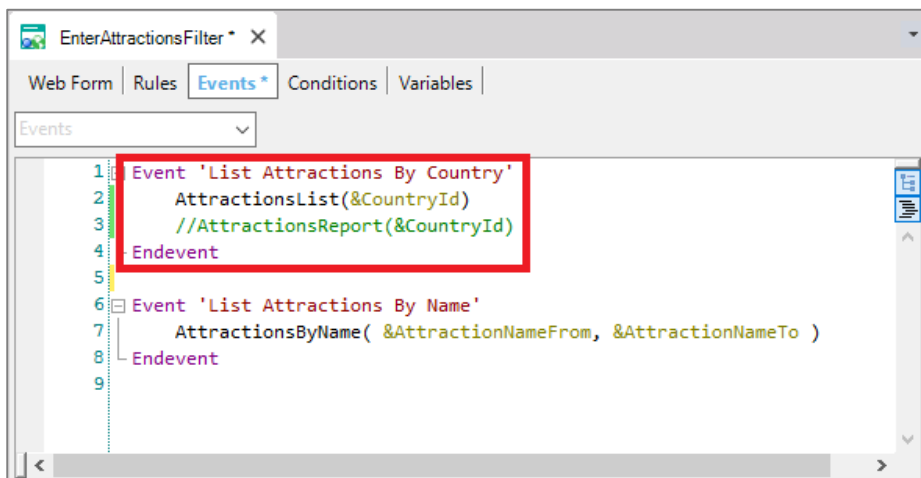 EnterAttractionsFilter *
Web Form Rules Events * Conditions Variables
Events
1 Event 'List Attractions By Country'
2 AttractionsList(&CountryId)
3 //AttractionsReport(&CountryId)
4 Endevent
5
6 Event 'List Attractions By Name'
7 AttractionsByName( &AttractionNameFrom, &AttractionNameTo )
8 Endevent
9